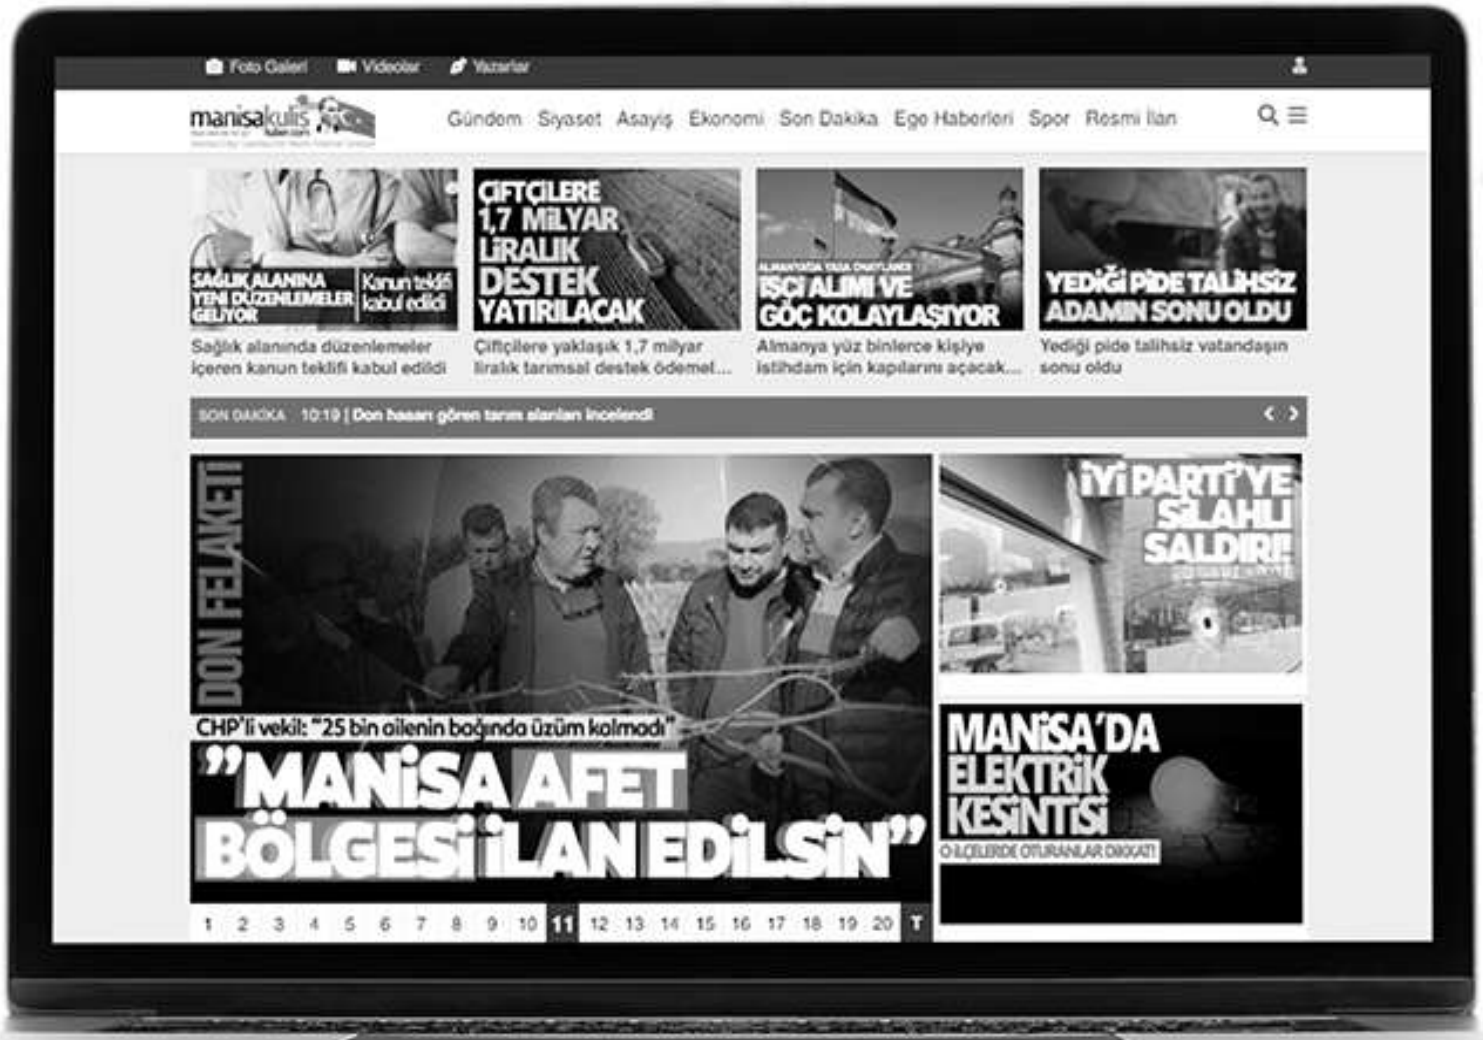 Foto Galeri Videolar Yazarlar
manisakulis
haber.com
Gündem Siyaset Asayiş Ekonomi Son Dakika Ege Haberleri Spor Resmi İlan
SAĞLIK ALANINA
YENİ DÜZENLEMELER
GELİYOR
Kanun teklifi
kabul edildi
Sağlık alanında düzenlemeler
içeren kanun teklifi kabul edildi
ÇİFTÇİLERE
1,7 MİLYAR
LİRALIK
DESTEK
YATIRILACAK
Çiftçilere yaklaşık 1,7 milyar
liralık tarımsal destek ödemel...
ALMANYA'DA YASA ONAYLANDI
İŞÇİ ALIMI VE
GÖÇ KOLAYLAŞIYOR
Almanya yüz binlerce kişiye
istihdam için kapılarını açacak...
YEDİĞİ PİDE TALİHSİZ
ADAMIN SONU OLDU
Yediği pide talihsiz vatandaşın
sonu oldu
SON DAKİKA 10:19 | Don hasarı gören tarım alanları incelendi
DON FELAKETİ
CHP'li vekil: "25 bin ailenin bağında üzüm kalmadı"
"MANİSA AFET
BÖLGESİ İLAN EDİLSİN"
1 2 3 4 5 6 7 8 9 10 11 12 13 14 15 16 17 18 19 20 T
İYİ PARTİ'YE
SİLAHLI
SALDIRI!
MANİSA'DA
ELEKTRİK
KESİNTİSİ
O İLÇELERDE OTURANLAR DİKKAT!